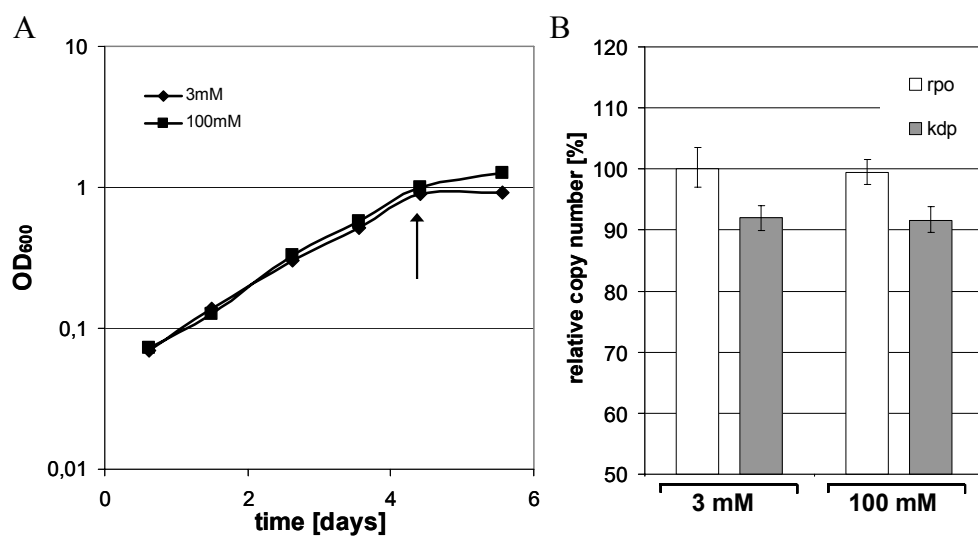 A
10
1
0,1
0,01
OD600
3mM
100mM
0
2
4
6
time [days]
B
120
110
100
90
80
70
60
50
relative copy number [%]
rpo
kdp
3 mM
100 mM